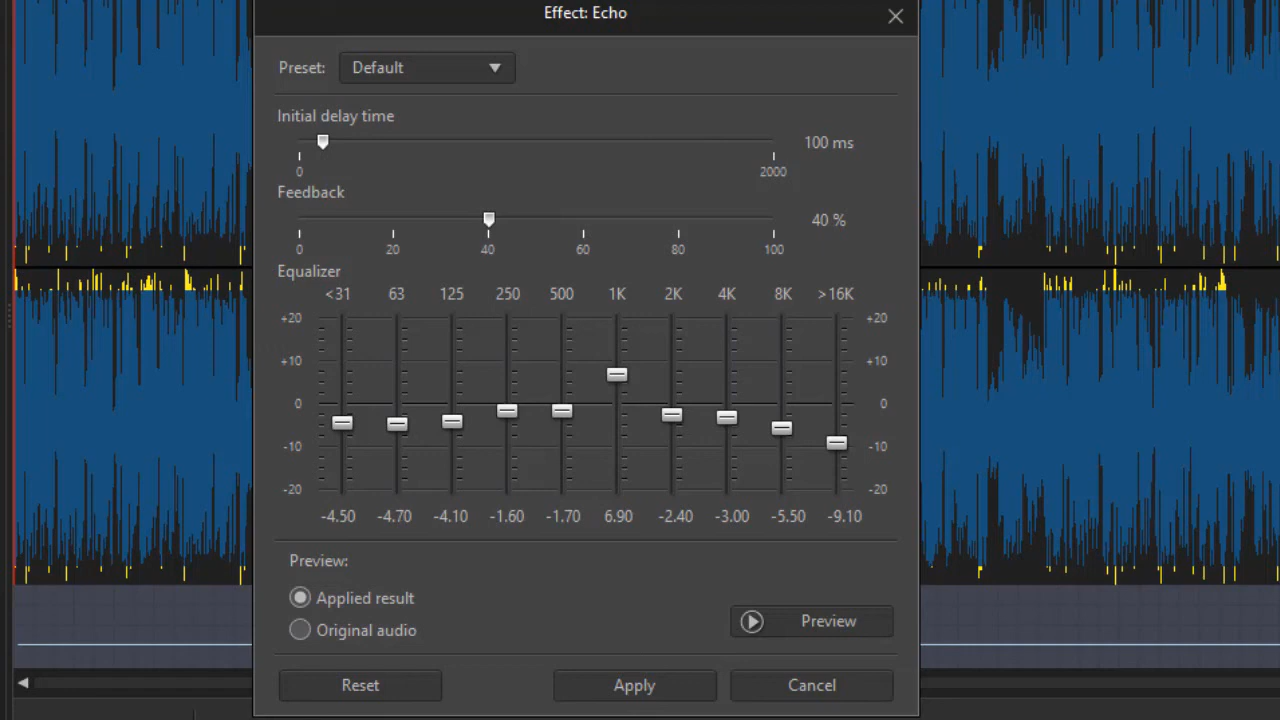 Effect: Echo
Preset: Default
Initial delay time
100 ms
0 2000
Feedback
40 %
0 20 40 60 80 100
Equalizer
<31 63 125 250 500 1K 2K 4K 8K >16K
+20 +20
+10 +10
0 0
-10 -10
-20 -20
-4.50 -4.70 -4.10 -1.60 -1.70 6.90 -2.40 -3.00 -5.50 -9.10
Preview:
Applied result
Original audio
Preview
Reset Apply Cancel